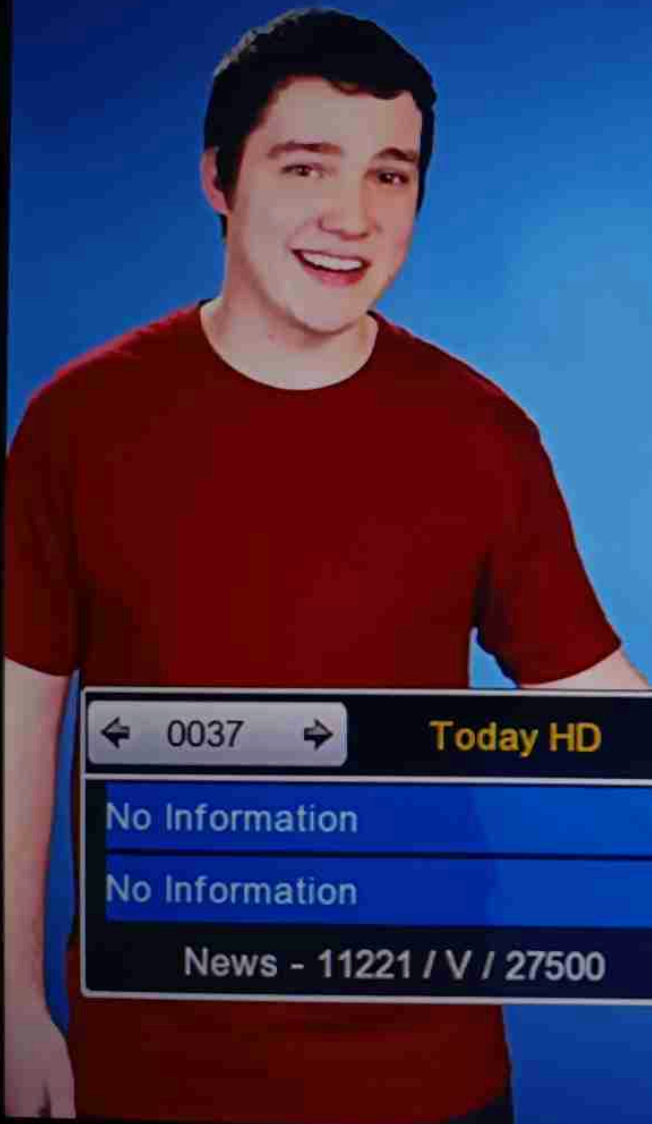 0037
Today HD
No Information
No Information
News - 11221 / V / 27500